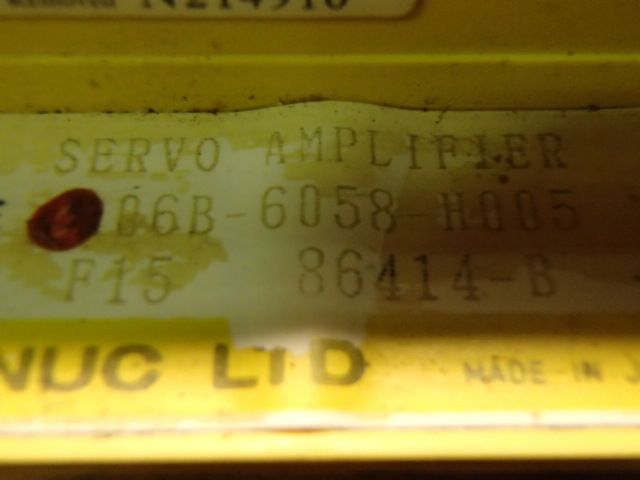 SERVO AMPLIFIER
06B-6058-H005
F15 86414-B
NUC LTD MADE IN J